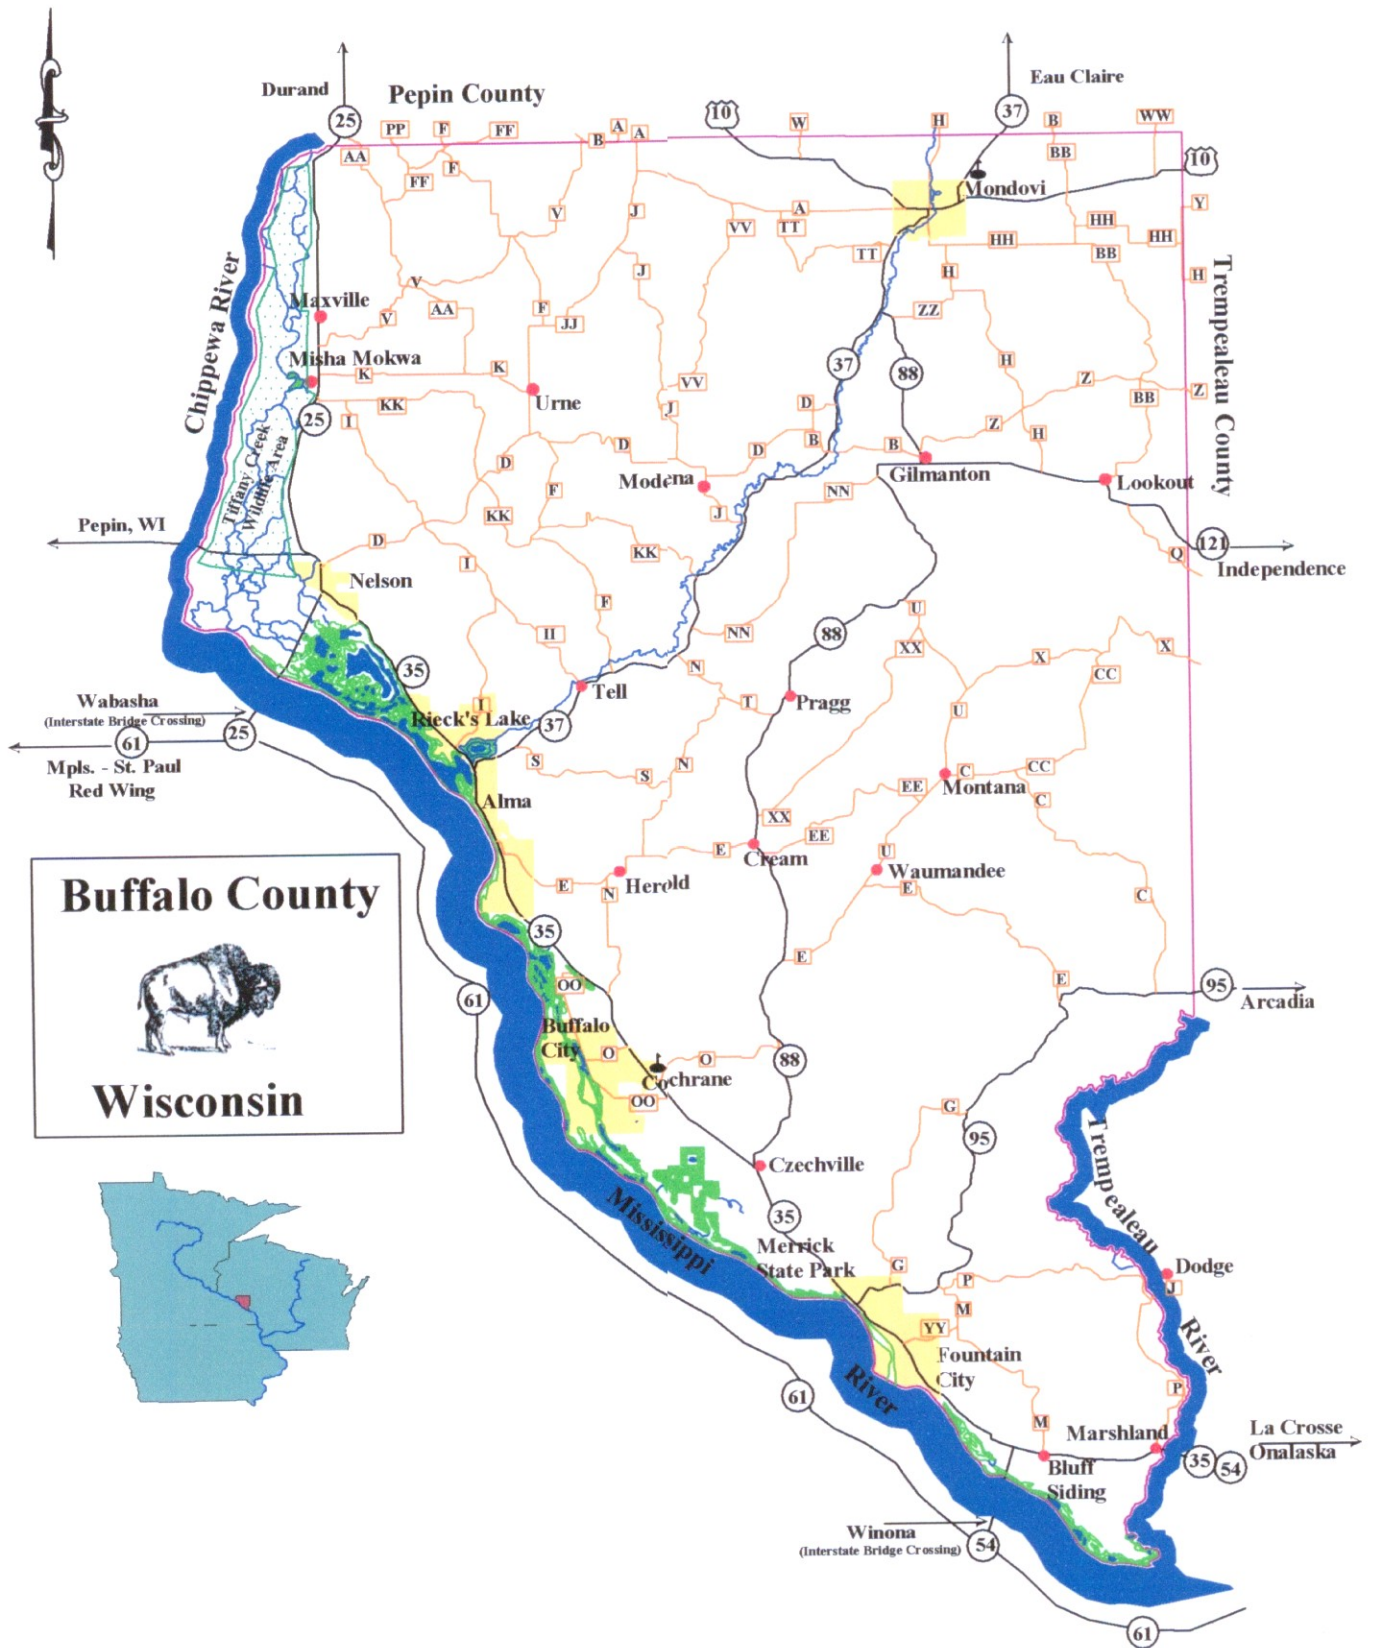 Durand
Pepin County
Eau Claire
25
10
37
PP
F
FF
B
A
A
W
H
B
WW
AA
F
FF
BB
10
Mondovi
Y
V
J
VV
TT
A
HH
HH
HH
TT
BB
J
H
H
Chippewa River
Trempealeau County
V
AA
F
JJ
ZZ
Maxville
V
Misha Mokwa
K
K
37
88
H
VV
Z
Z
BB
KK
Urne
J
D
25
I
Z
H
D
D
B
B
D
Tiffany Creek
Wildlife Area
Modena
Gilmanton
Lookout
F
NN
J
KK
Pepin, WI
D
KK
Q
121
Independence
I
Nelson
F
U
II
NN
88
XX
X
X
N
CC
35
Tell
Wabasha
(Interstate Bridge Crossing)
I
T
Pragg
U
Rieck's Lake
37
61
25
Mpls. - St. Paul
Red Wing
S
S
N
C
CC
Montana
EE
C
Alma
XX
EE
E
Cream
U
Waumandee
Buffalo County
E
Herold
N
E
C
35
E
E
61
OO
95
Arcadia
Buffalo
City
O
O
88
Cochrane
OO
Wisconsin
G
95
Czechville
Trempealeau
River
Mississippi
River
35
Merrick
State Park
G
P
Dodge
J
M
YY
Fountain
City
61
P
M
Marshland
La Crosse
Onalaska
35
54
Bluff
Siding
Winona
(Interstate Bridge Crossing)
54
61